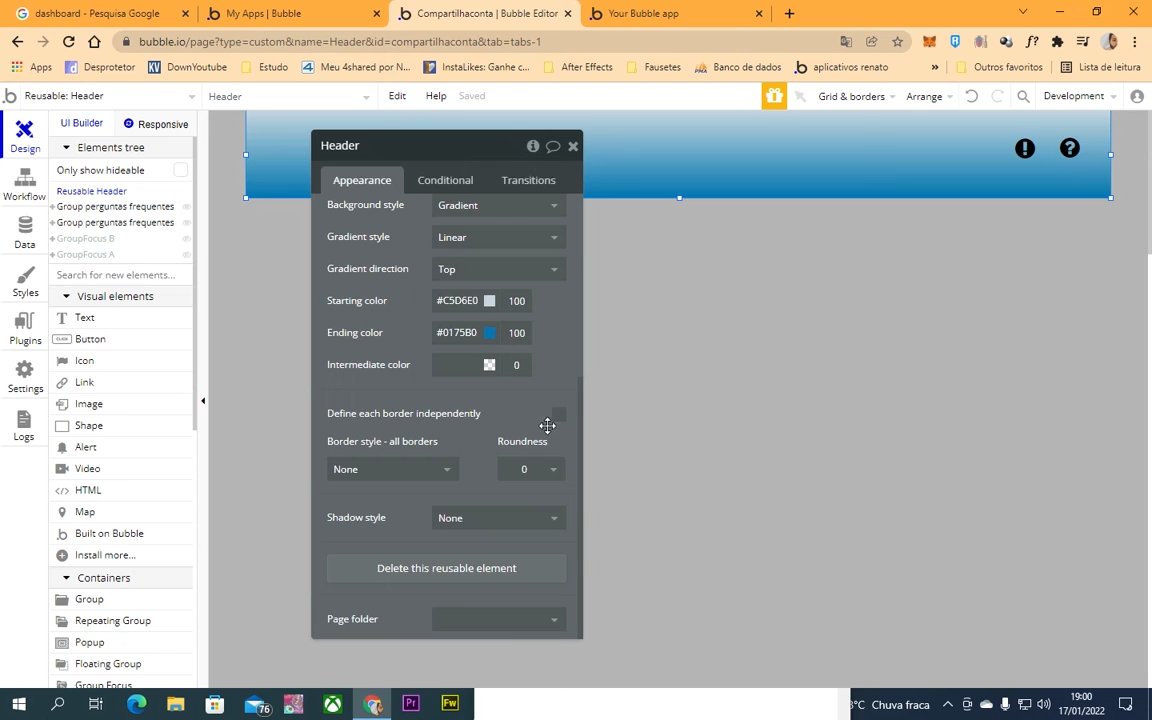 dashboard - Pesquisa Google
My Apps | Bubble
Compartilhaconta | Bubble Editor
Your Bubble app
bubble.io/page?type=custom&name=Header&id=compartilhaconta&tab=tabs-1
Apps
Desprotetor
DownYoutube
Estudo
Meu 4shared por N...
InstaLikes: Ganhe c...
After Effects
Fausetes
Banco de dados
aplicativos renato
»
Outros favoritos
Lista de leitura
Reusable: Header
Header
Edit
Help
Saved
Grid & borders
Arrange
Development
Design
Workflow
Data
Styles
Plugins
Settings
Logs
UI Builder
Responsive
Elements tree
Only show hideable
Reusable Header
Group perguntas frequentes
Group perguntas frequentes
GroupFocus B
GroupFocus A
Search for new elements...
Visual elements
Text
Button
Icon
Link
Image
Shape
Alert
Video
HTML
Map
Built on Bubble
Install more...
Containers
Group
Repeating Group
Popup
Floating Group
Group Focus
Header
Appearance
Conditional
Transitions
Background style
Gradient
Gradient style
Linear
Gradient direction
Top
Starting color
#C5D6E0
100
Ending color
#0175B0
100
Intermediate color
0
Define each border independently
Border style - all borders
Roundness
None
0
Shadow style
None
Delete this reusable element
Page folder
76
Pr
Fw
°C Chuva fraca
19:00
17/01/2022